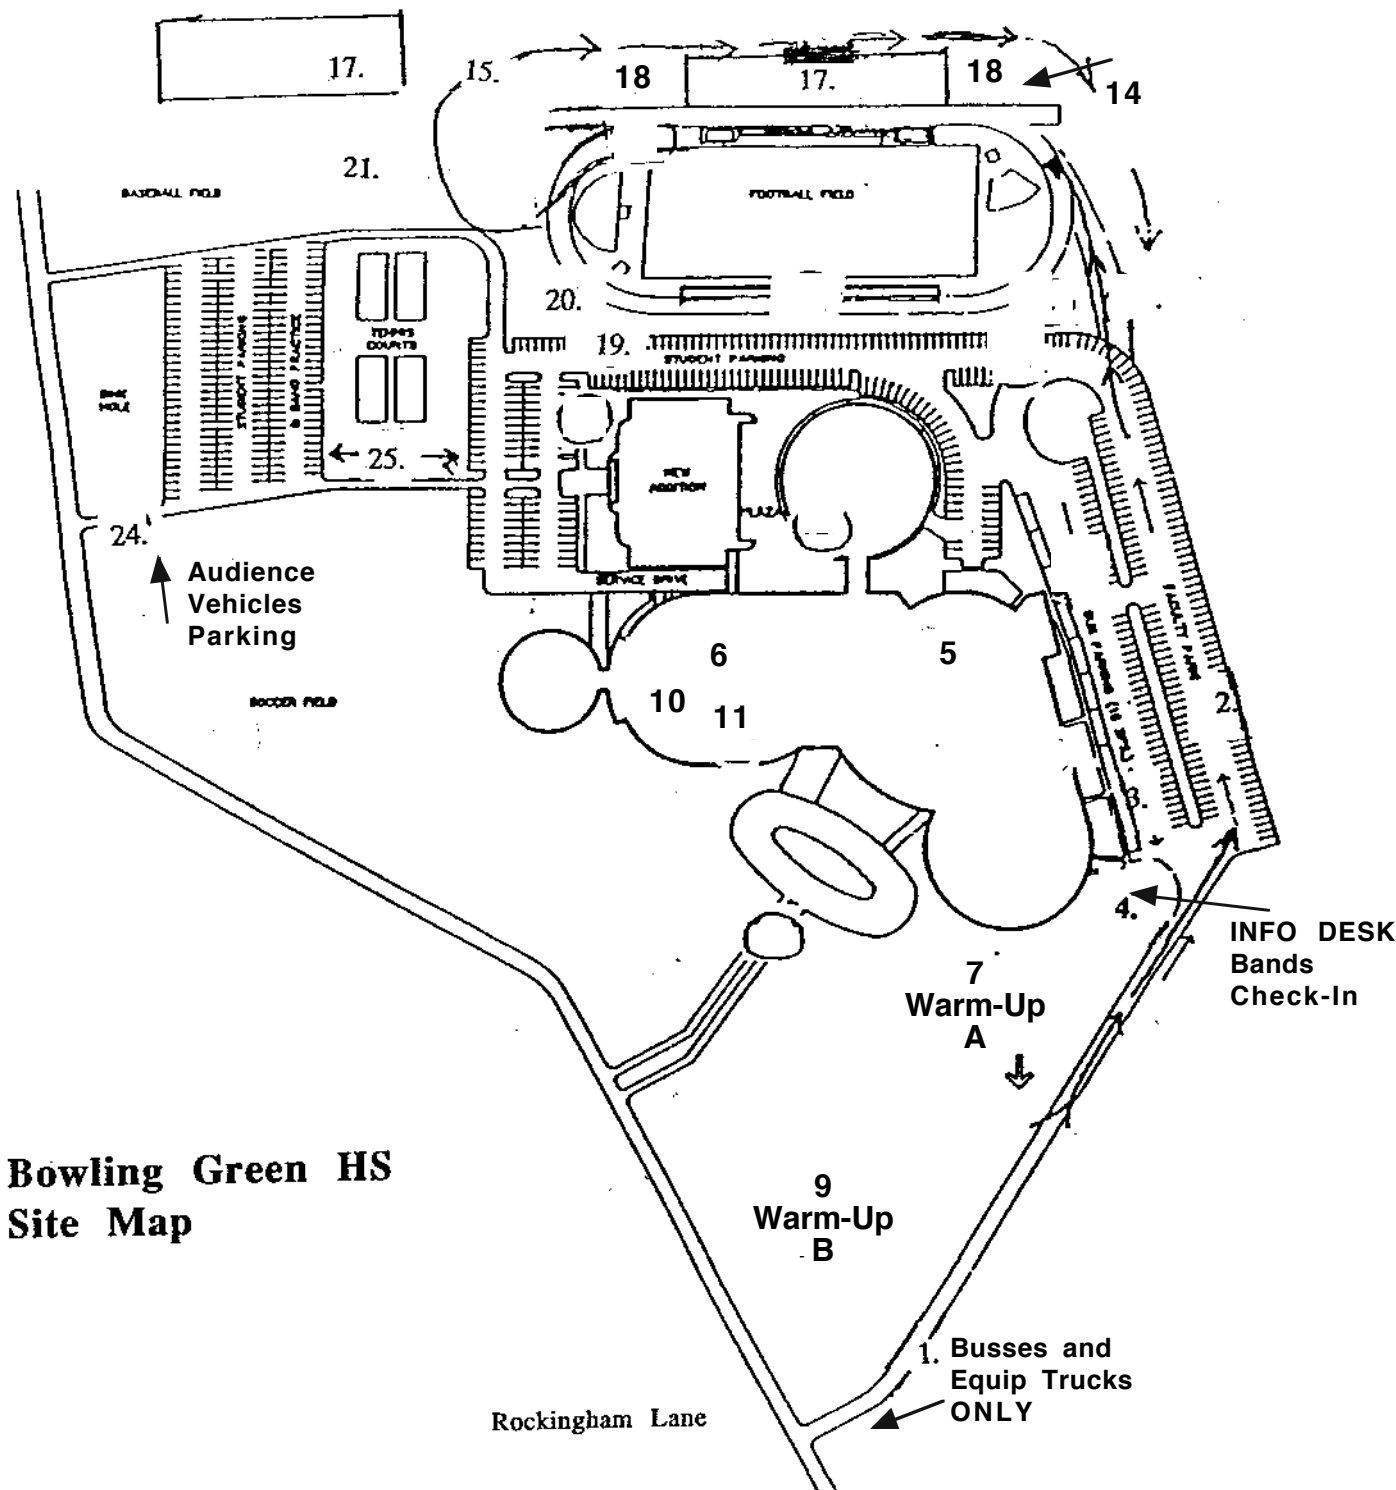 17.
15.
18
17.
18
14
21.
BASEBALL FIELD
FOOTBALL FIELD
20.
19.
STUDENT PARKING
STUDENT PARKING
& BAND PRACTICE
TENNIS
COURTS
25.
NEW
ADDITION
PLAZA
24.
Audience
Vehicles
Parking
SERVICE DRIVE
FACULTY PARK
BUS PARKING
6
5
10
11
SOCCER FIELD
2.
3.
4.
INFO DESK
Bands
Check-In
7
Warm-Up
A
9
Warm-Up
B
Bowling Green HS
Site Map
1.
Busses and
Equip Trucks
ONLY
Rockingham Lane